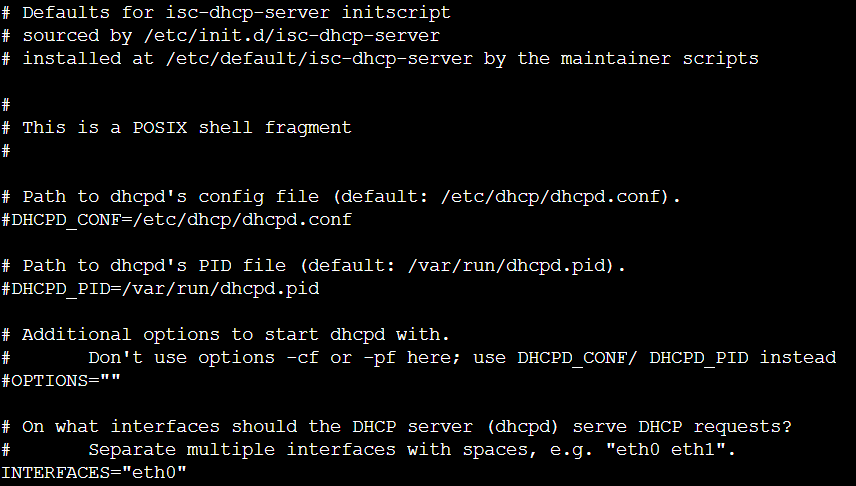 # Defaults for isc-dhcp-server initscript
# sourced by /etc/init.d/isc-dhcp-server
# installed at /etc/default/isc-dhcp-server by the maintainer scripts
#
# This is a POSIX shell fragment
#
# Path to dhcpd's config file (default: /etc/dhcp/dhcpd.conf).
#DHCPD_CONF=/etc/dhcp/dhcpd.conf
# Path to dhcpd's PID file (default: /var/run/dhcpd.pid).
#DHCPD_PID=/var/run/dhcpd.pid
# Additional options to start dhcpd with.
#       Don't use options -cf or -pf here; use DHCPD_CONF/ DHCPD_PID instead
#OPTIONS=""
# On what interfaces should the DHCP server (dhcpd) serve DHCP requests?
#       Separate multiple interfaces with spaces, e.g. "eth0 eth1".
INTERFACES="eth0"